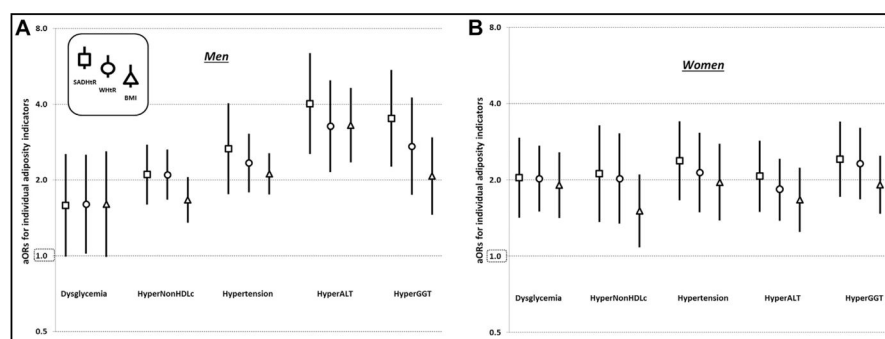 A
Men
SADHtR
WHtR
BMI
aORs for individual adiposity indicators
8.0
4.0
2.0
1.0
0.5
Dysglycemia HyperNonHDLc Hypertension HyperALT HyperGGT
B
Women
aORs for individual adiposity indicators
8.0
4.0
2.0
1.0
0.5
Dysglycemia HyperNonHDLc Hypertension HyperALT HyperGGT